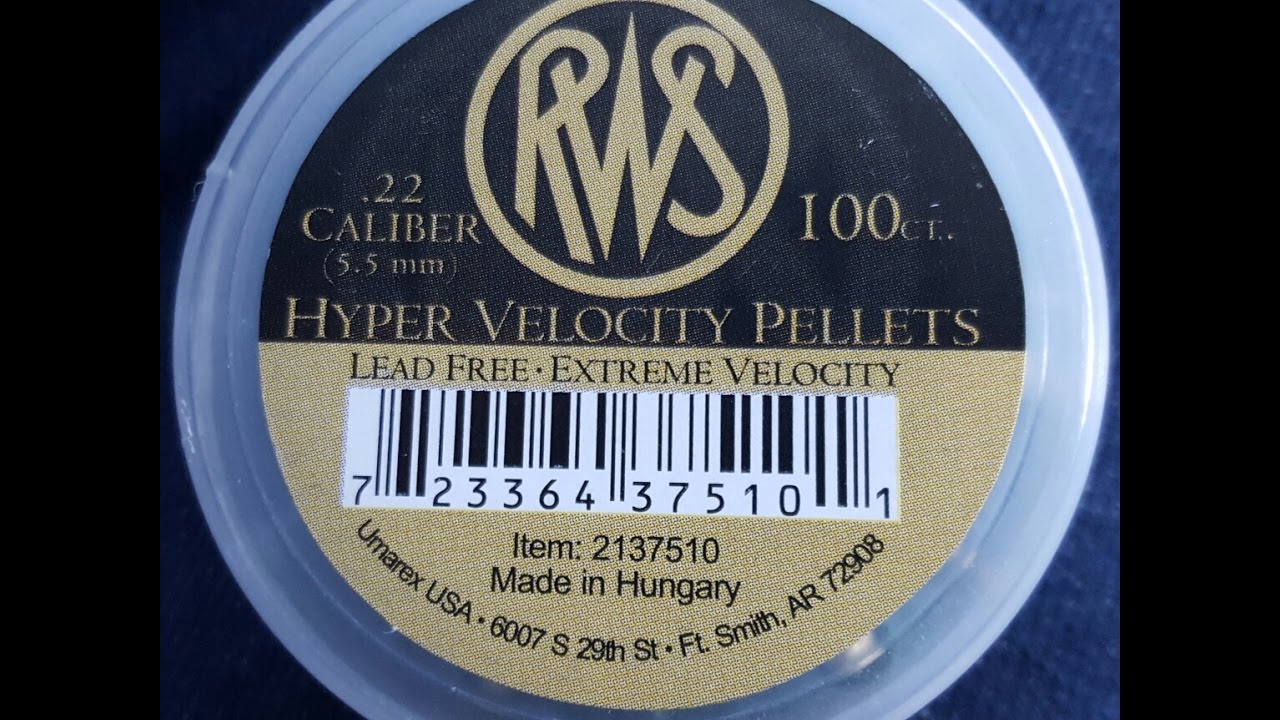 RWS
.22
CALIBER
(5.5 mm)
100CT..
HYPER VELOCITY PELLETS
LEAD FREE · EXTREME VELOCITY
7 23364 37510 1
Item: 2137510
Made in Hungary
Umarex USA • 6007 S 29th St • Ft. Smith, AR 72908